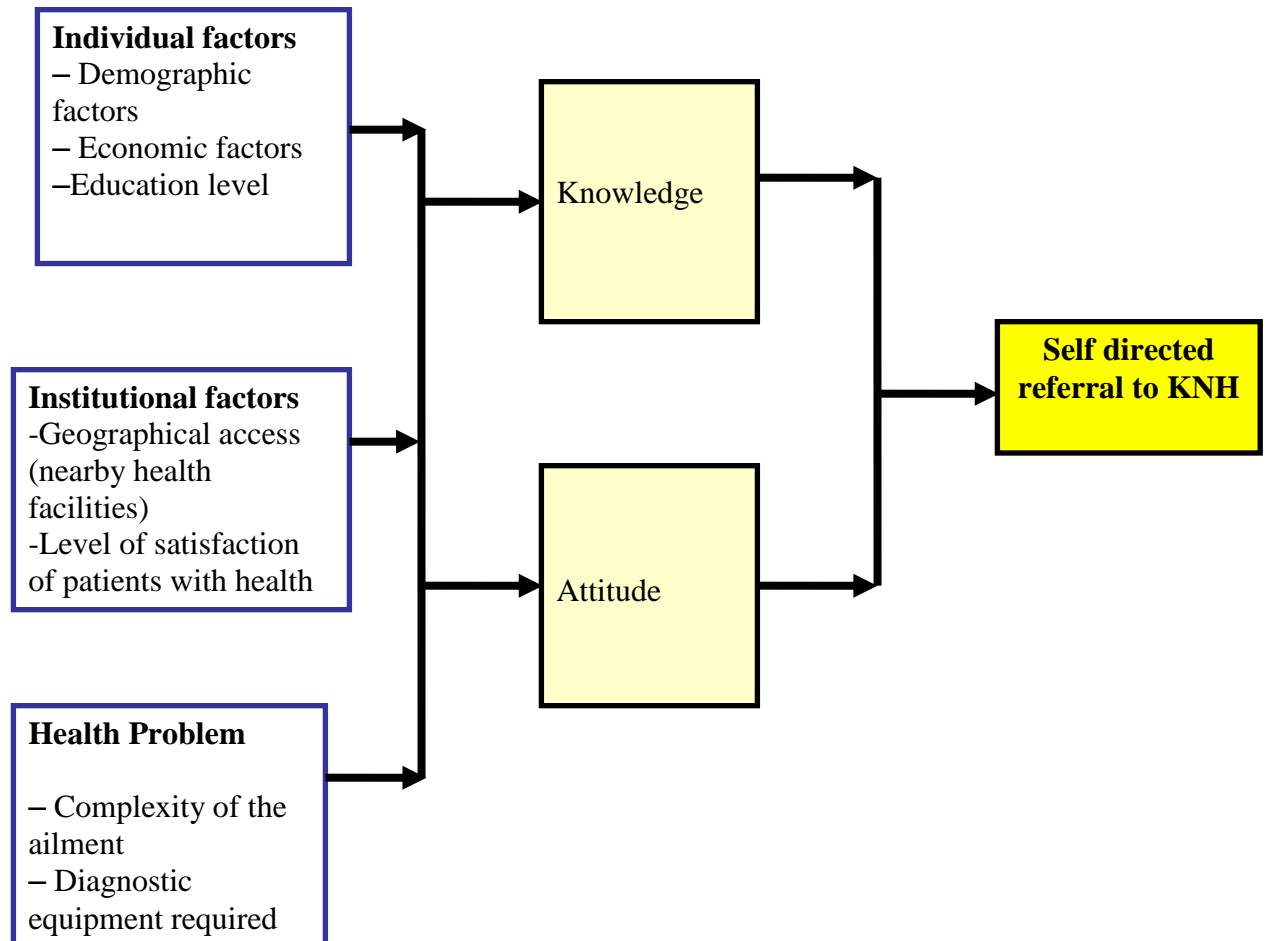 Individual factors
– Demographic
factors
– Economic factors
–Education level
Institutional factors
-Geographical access
(nearby health
facilities)
-Level of satisfaction
of patients with health
Health Problem
– Complexity of the
ailment
– Diagnostic
equipment required
Knowledge
Attitude
Self directed
referral to KNH